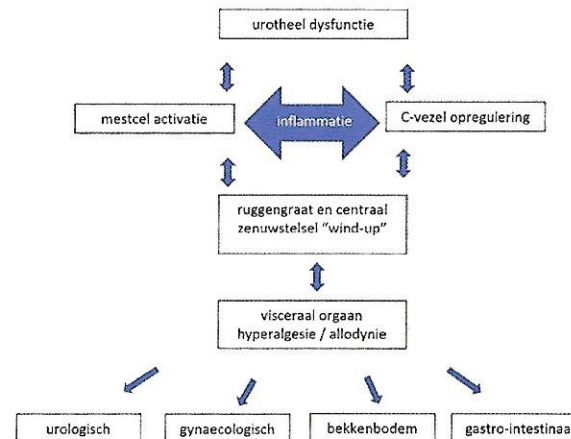 urotheel dysfunctie
mestcel activatie
inflammatie
C-vezel opregulering
ruggengraat en centraal
zenuwstelsel "wind-up"
visceraal orgaan
hyperalgesie / allodynie
urologisch
gynaecologisch
bekkenbodem
gastro-intestinaa